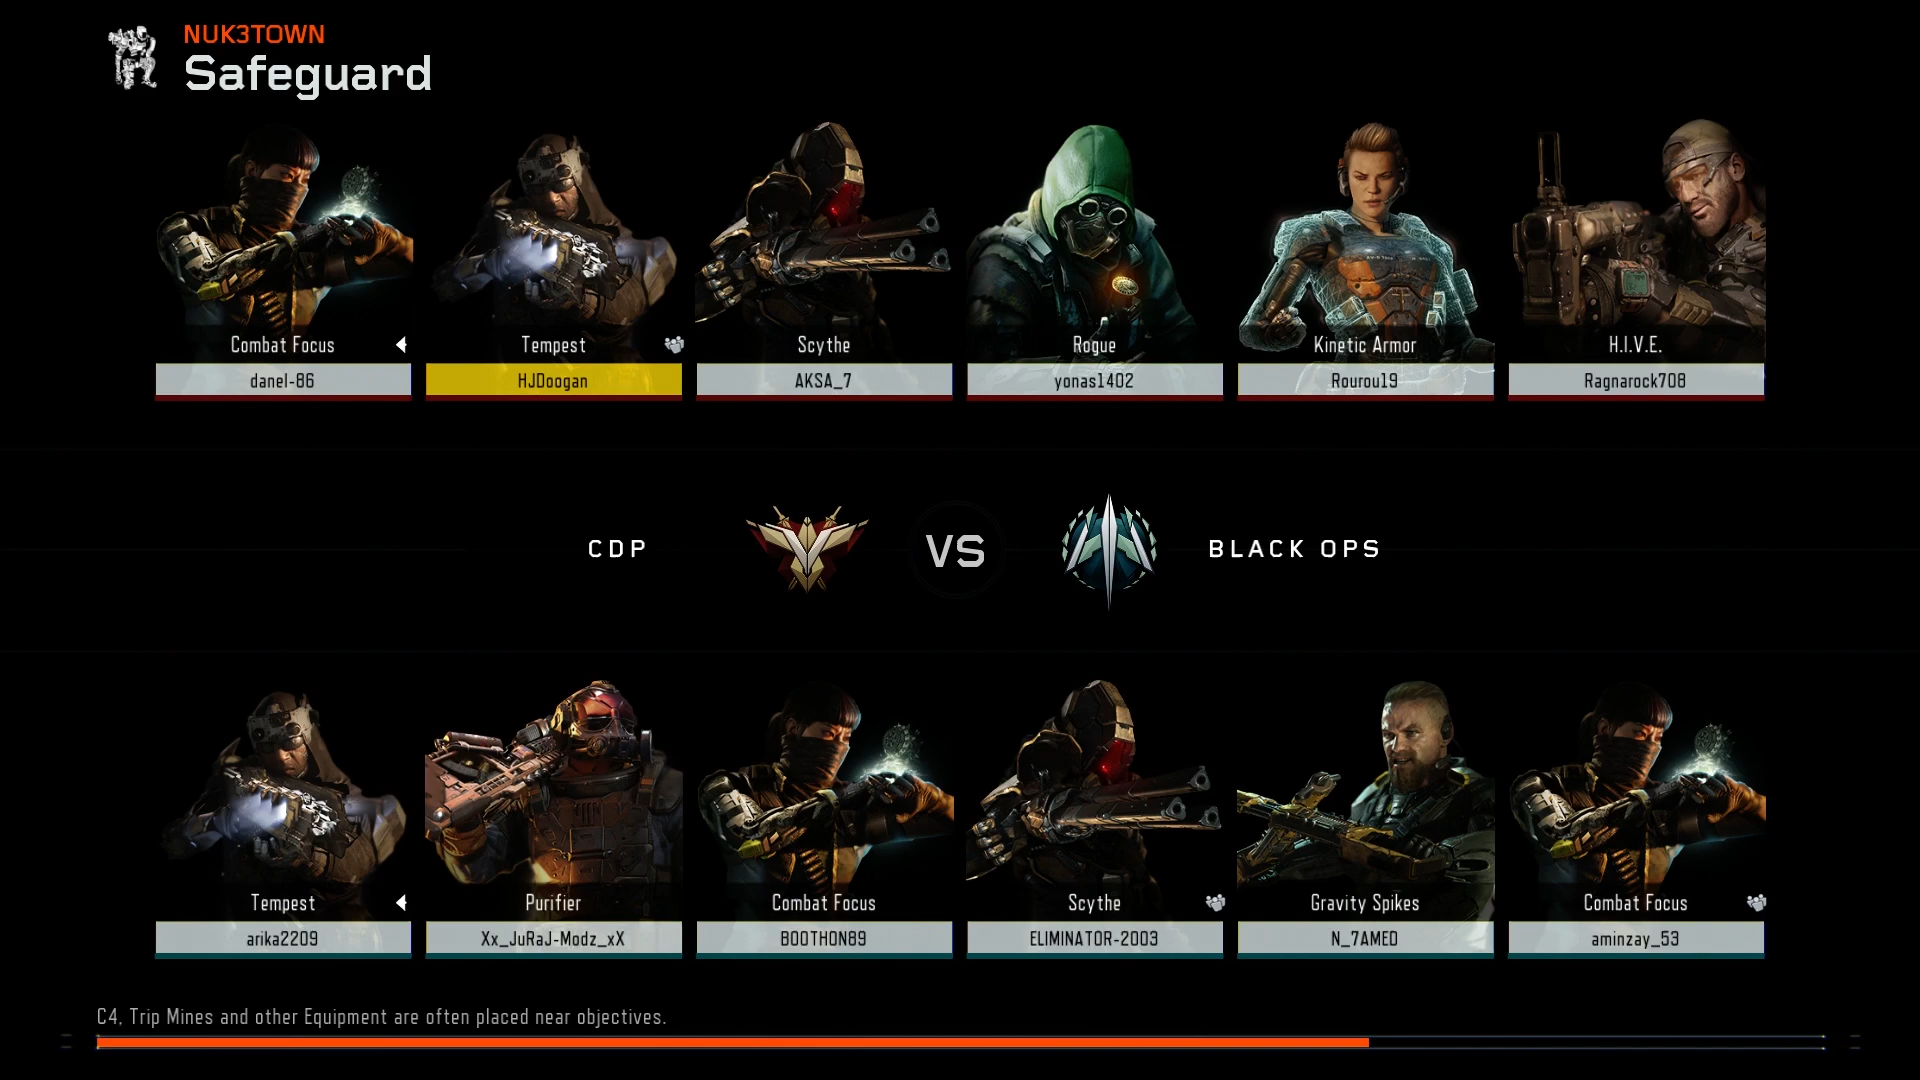 NUK3TOWN
Safeguard
Combat Focus
danel-86
Tempest
HJDoogan
Scythe
AKSA_7
Rogue
yonas1402
Kinetic Armor
Rourou19
H.I.V.E.
Ragnarock708
CDP
VS
BLACK OPS
Tempest
arika2209
Purifier
Xx_JuRaJ-Modz_xX
Combat Focus
BOOTHON89
Scythe
ELIMINATOR-2003
Gravity Spikes
N_7AMED
Combat Focus
aminzay_53
C4, Trip Mines and other Equipment are often placed near objectives.